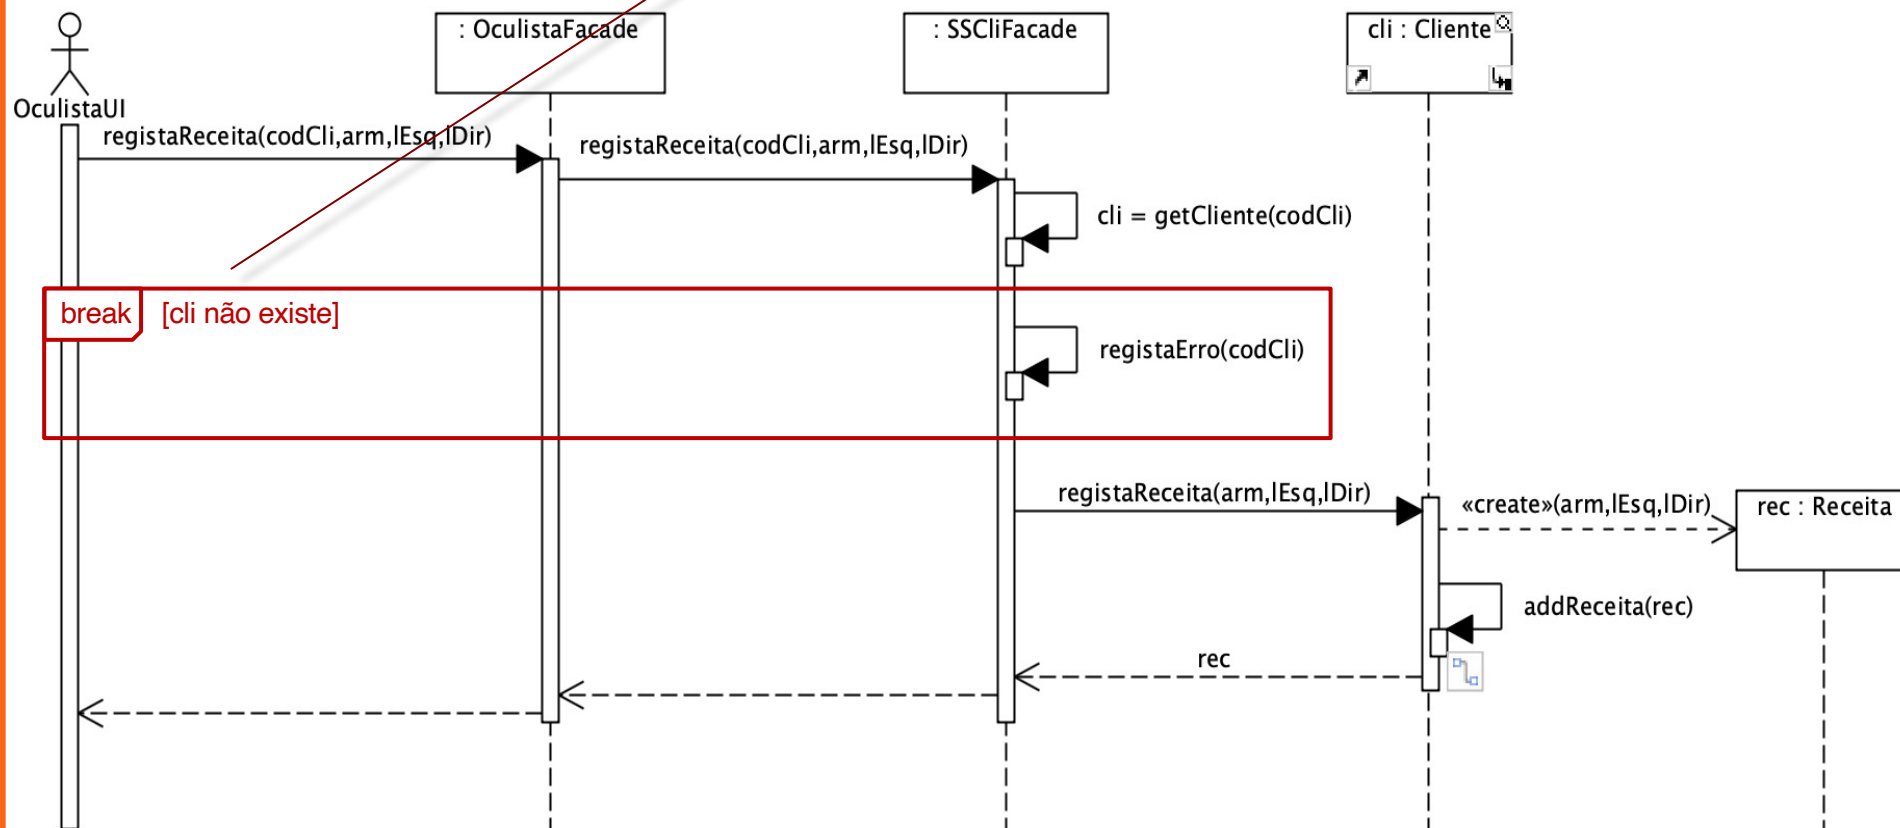 : OculistaFacade
: SSCliFacade
cli : Cliente
OculistaUI
registaReceita(codCli,arm,lEsq,lDir)
registaReceita(codCli,arm,lEsq,lDir)
cli = getCliente(codCli)
break [cli não existe]
registaErro(codCli)
registaReceita(arm,lEsq,lDir)
«create»(arm,lEsq,lDir)
rec : Receita
addReceita(rec)
rec